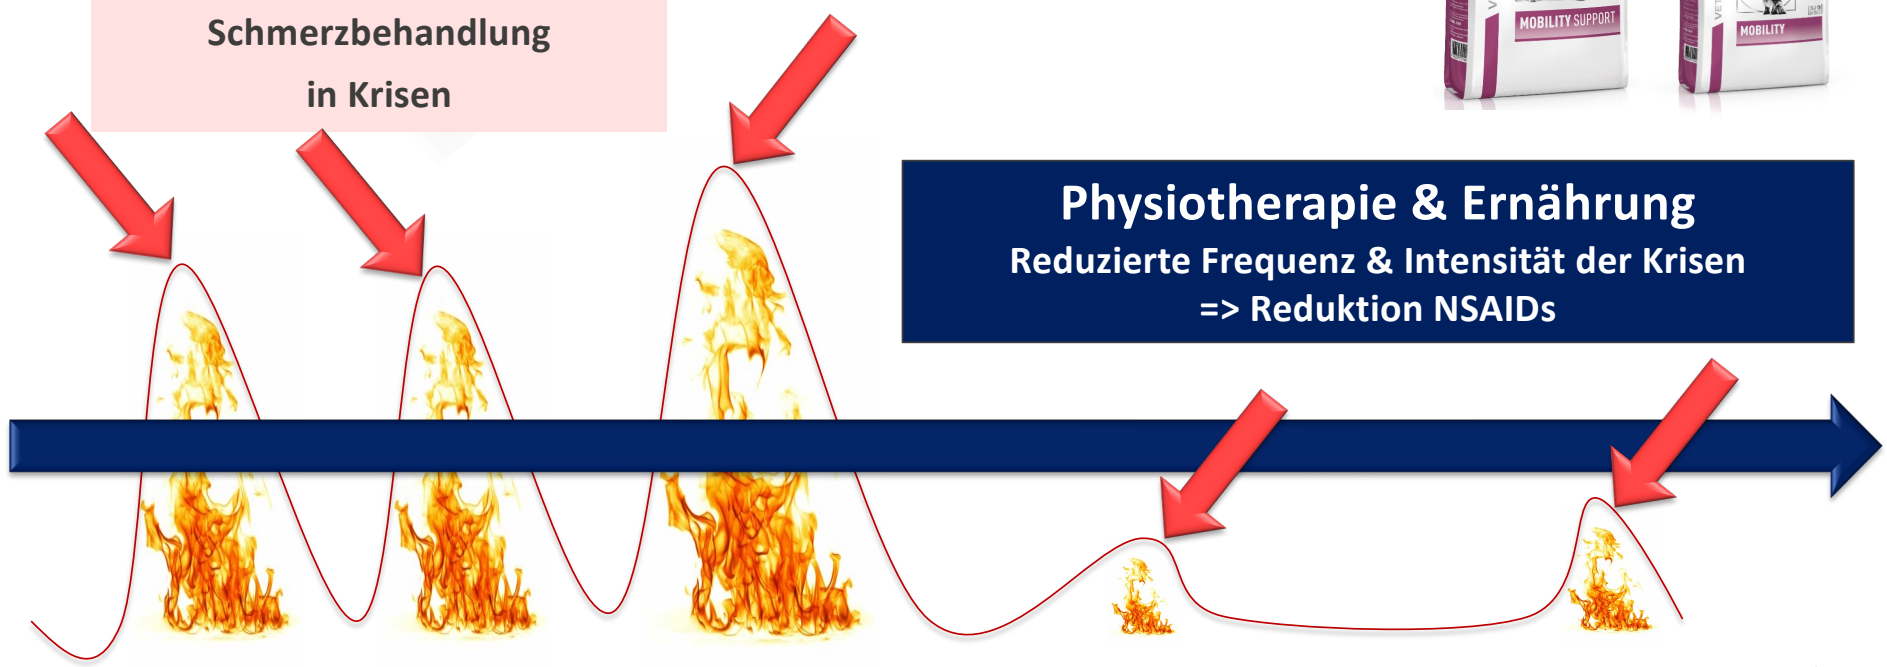 Schmerzbehandlung
in Krisen
MOBILITY SUPPORT
MOBILITY
Physiotherapie & Ernährung
Reduzierte Frequenz & Intensität der Krisen
=> Reduktion NSAIDs